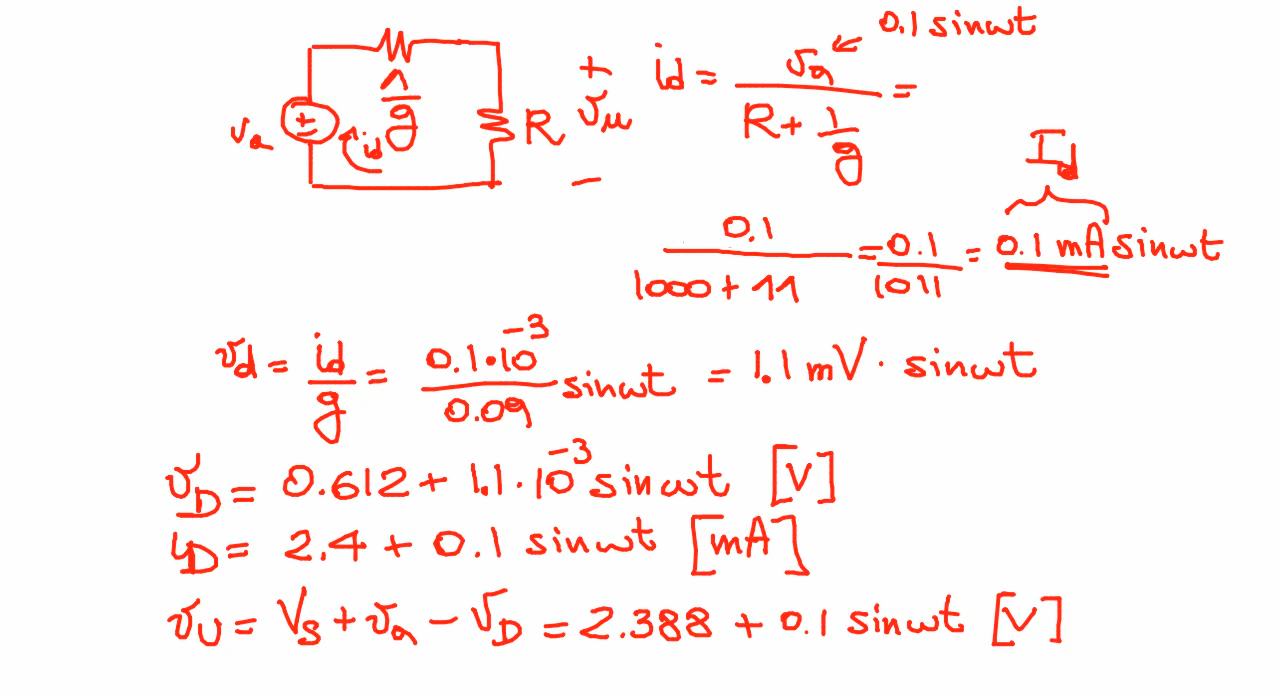 0.1 sinωt
1/g
va
+
−
id
R
+
vu
−
id = va / (R + 1/g) =
Id
0.1 / (1000 + 11) = 0.1 / 1011 = 0.1 mA sinωt
vd = id / g = 0.1·10^-3 / 0.09 sinωt = 1.1 mV · sinωt
vD = 0.612 + 1.1·10^-3 sinωt [V]
iD = 2.4 + 0.1 sinωt [mA]
vU = VS + va − vD = 2.388 + 0.1 sinωt [V]